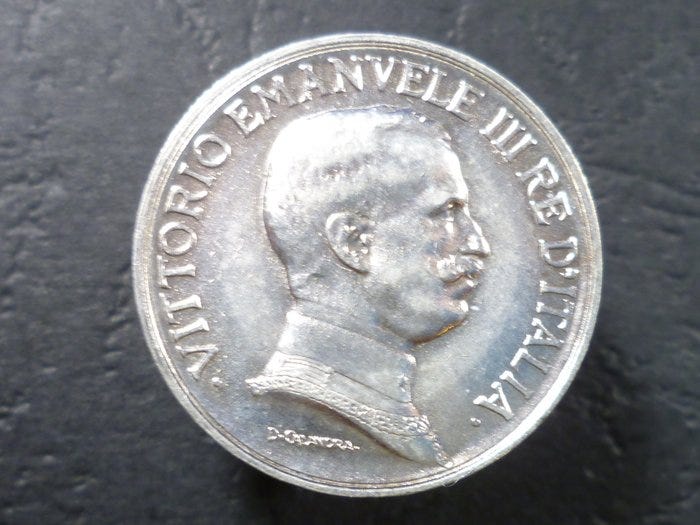 · VITTORIO EMANVELE III RE D'ITALIA ·
D·CALANDRA·